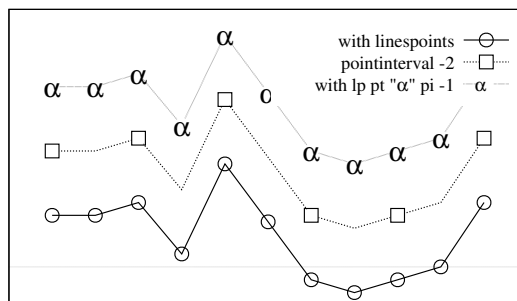 with linespoints
pointinterval -2
with lp pt "α" pi -1
α
α
α
α
α
α
α
α
α
α
α